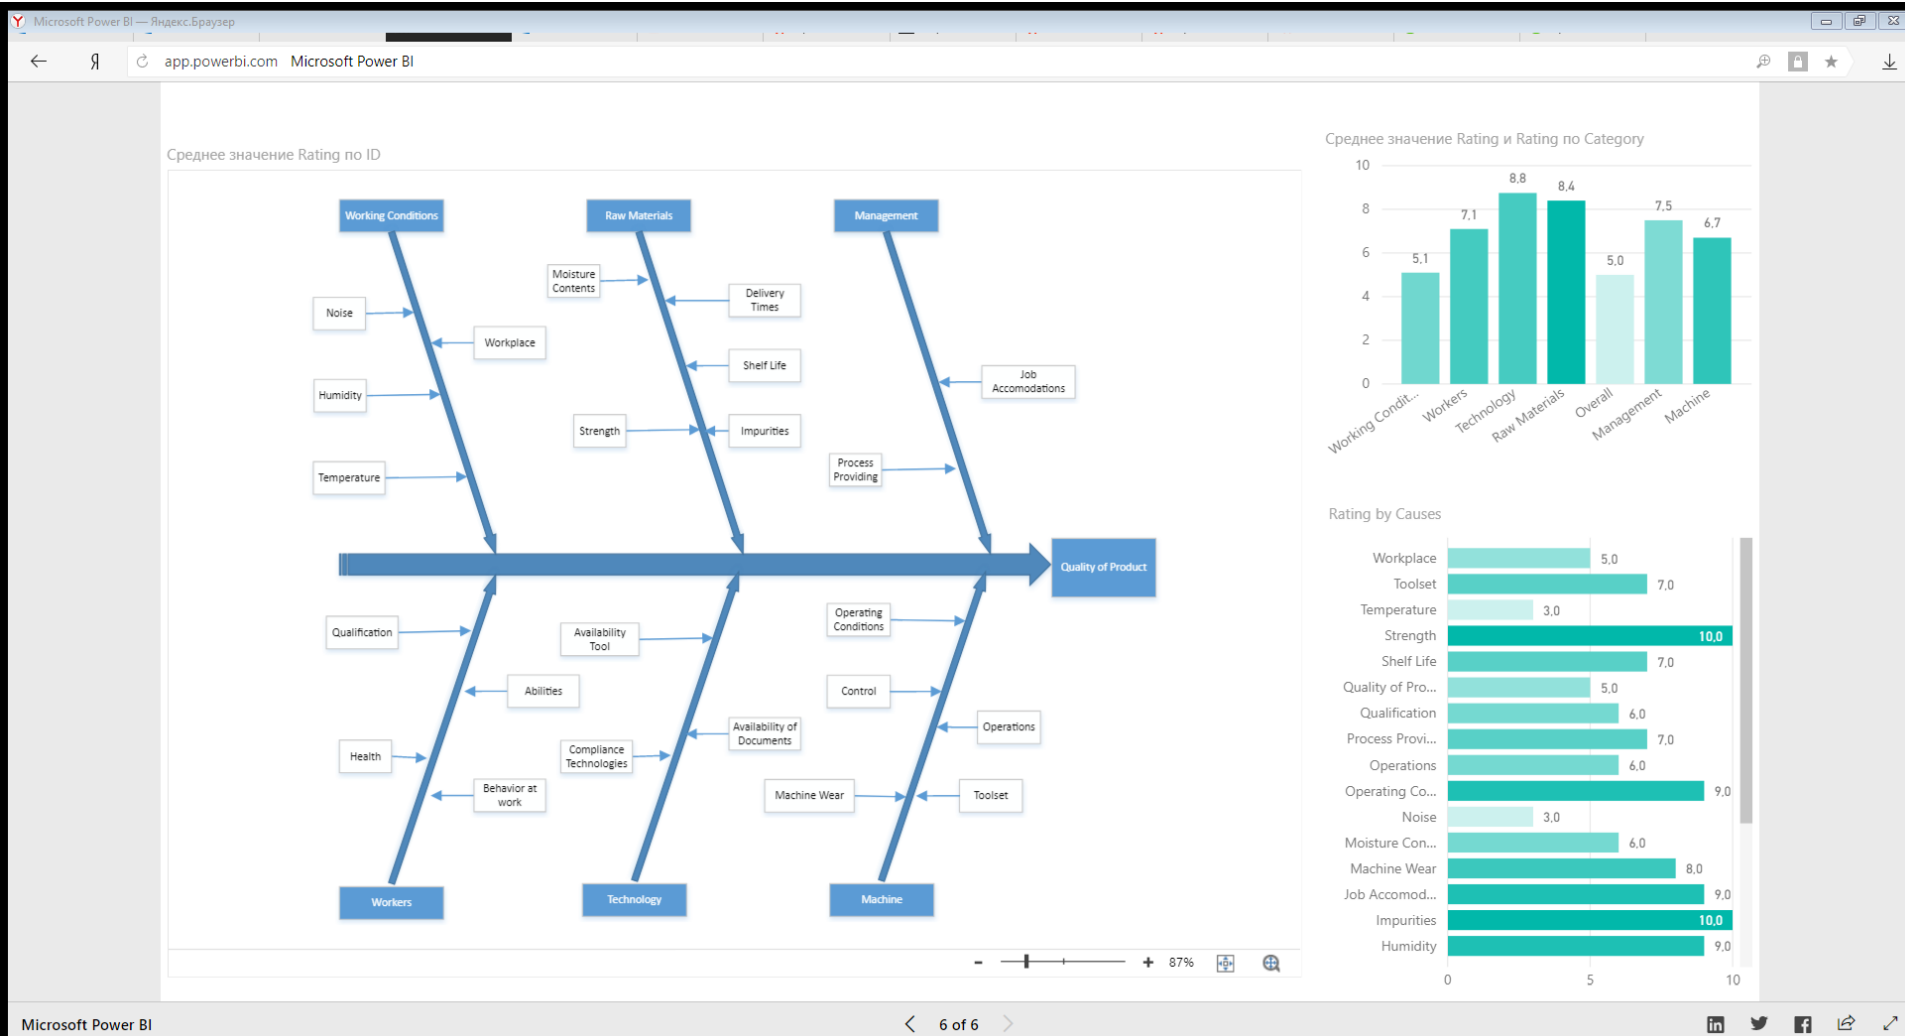 Microsoft Power BI — Яндекс.Браузер
Я
app.powerbi.com Microsoft Power BI
Среднее значение Rating по ID
Working Conditions
Raw Materials
Management
Noise
Workplace
Humidity
Temperature
Moisture
Contents
Delivery
Times
Shelf Life
Strength
Impurities
Job
Accomodations
Process
Providing
Quality of Product
Qualification
Abilities
Health
Behavior at
work
Availability
Tool
Availability of
Documents
Compliance
Technologies
Operating
Conditions
Control
Operations
Machine Wear
Toolset
Workers
Technology
Machine
- + 87%
Среднее значение Rating и Rating по Category
10
8
6
4
2
0
5,1
7,1
8,8
8,4
5,0
7,5
6,7
Working Condit...
Workers
Technology
Raw Materials
Overall
Management
Machine
Rating by Causes
Workplace 5,0
Toolset 7,0
Temperature 3,0
Strength 10,0
Shelf Life 7,0
Quality of Pro... 5,0
Qualification 6,0
Process Provi... 7,0
Operations 6,0
Operating Co... 9,0
Noise 3,0
Moisture Con... 6,0
Machine Wear 8,0
Job Accomod... 9,0
Impurities 10,0
Humidity 9,0
0 5 10
Microsoft Power BI
6 of 6